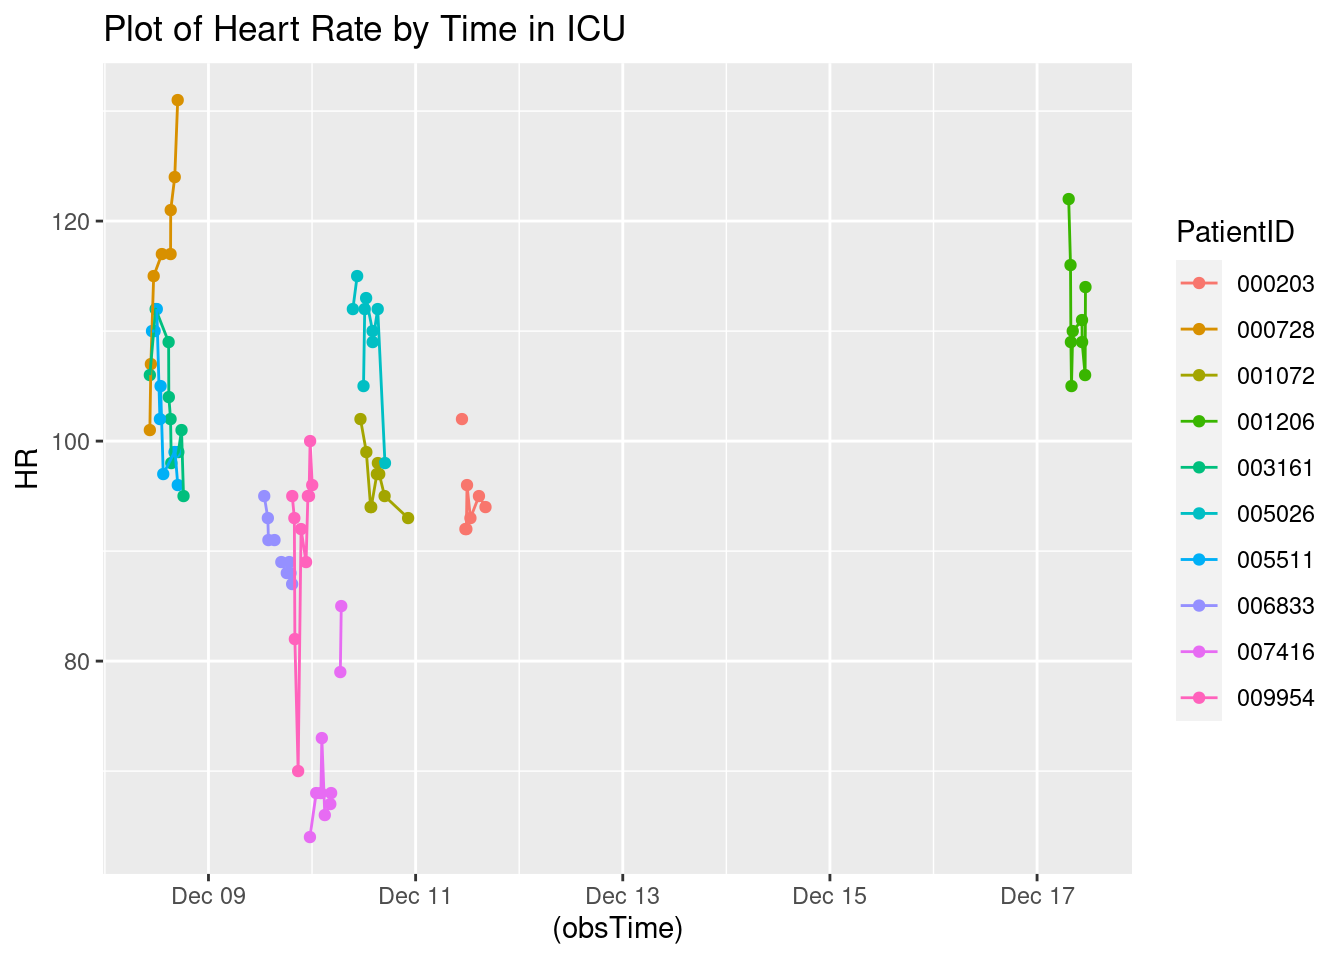 Plot of Heart Rate by Time in ICU
120
100
80
HR
Dec 09
Dec 11
Dec 13
Dec 15
Dec 17
(obsTime)
PatientID
000203
000728
001072
001206
003161
005026
005511
006833
007416
009954